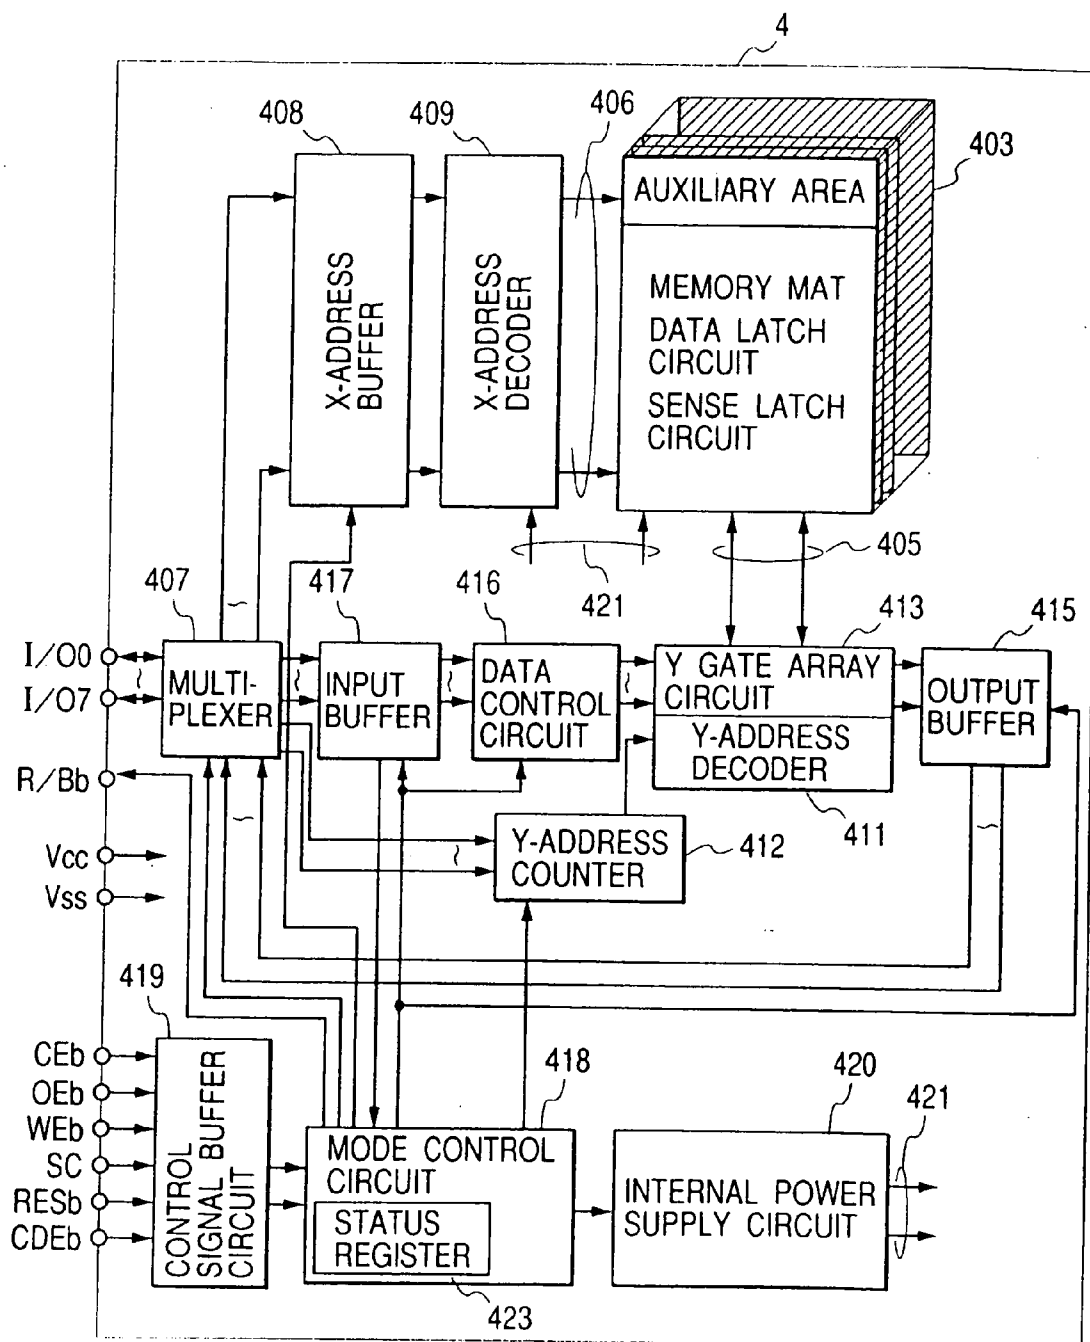 4
408
409
406
403
X-ADDRESS
BUFFER
X-ADDRESS
DECODER
AUXILIARY AREA
MEMORY MAT
DATA LATCH
CIRCUIT
SENSE LATCH
CIRCUIT
407
417
416
421
405
413
415
I/O0
I/O7
MULTI-
PLEXER
INPUT
BUFFER
DATA
CONTROL
CIRCUIT
Y GATE ARRAY
CIRCUIT
Y-ADDRESS
DECODER
OUTPUT
BUFFER
R/Bb
411
Y-ADDRESS
COUNTER
412
Vcc
Vss
419
418
420
421
CEb
OEb
WEb
SC
RESb
CDEb
CONTROL
SIGNAL BUFFER
CIRCUIT
MODE CONTROL
CIRCUIT
STATUS
REGISTER
423
INTERNAL POWER
SUPPLY CIRCUIT